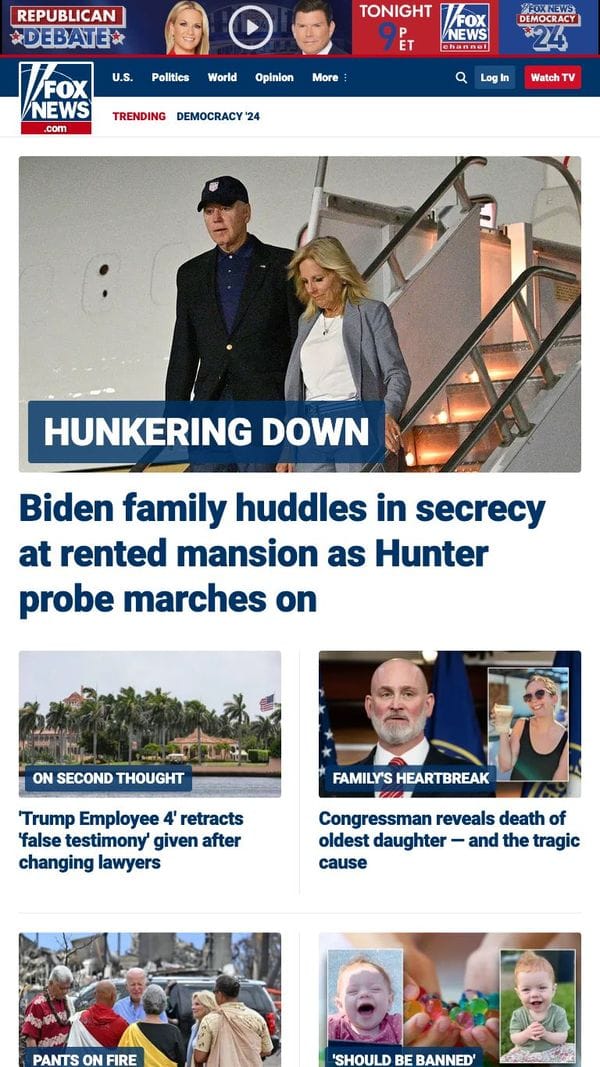 REPUBLICAN
★DEBATE★
TONIGHT
9 P ET
FOX
NEWS
channel
FOX NEWS
DEMOCRACY
'24
FOX
NEWS
.com
U.S. Politics World Opinion More Log In Watch TV
TRENDING DEMOCRACY '24
HUNKERING DOWN
Biden family huddles in secrecy
at rented mansion as Hunter
probe marches on
ON SECOND THOUGHT
'Trump Employee 4' retracts
'false testimony' given after
changing lawyers
FAMILY'S HEARTBREAK
Congressman reveals death of
oldest daughter — and the tragic
cause
PANTS ON FIRE
'SHOULD BE BANNED'